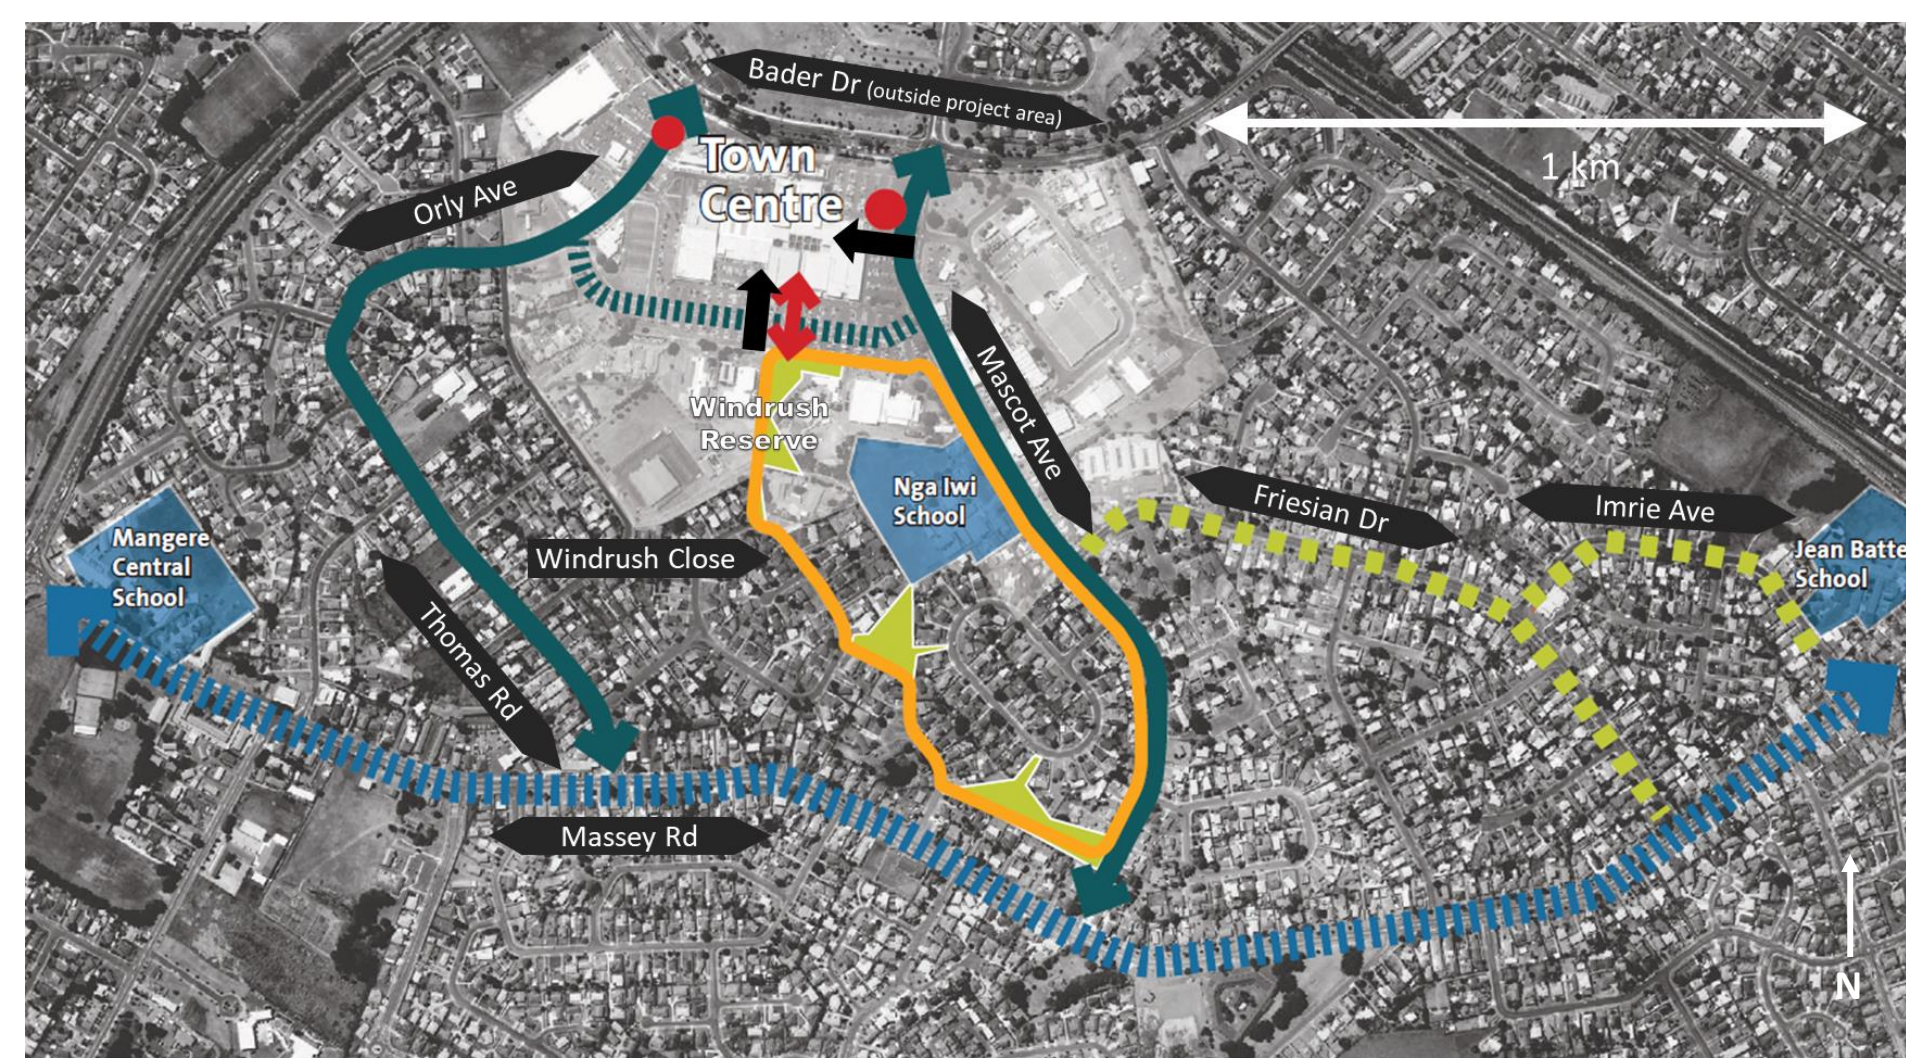 Bader Dr (outside project area)
1 km
Town
Centre
Orly Ave
Mascot Ave
Windrush
Reserve
Nga Iwi
School
Friesian Dr
Imrie Ave
Mangere
Central
School
Windrush Close
Jean Batte
School
Thomas Rd
Massey Rd
N